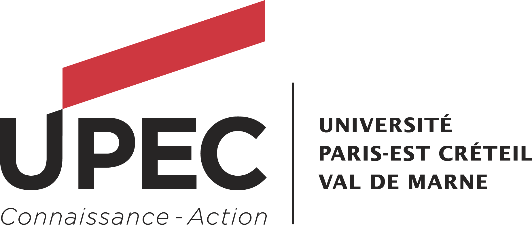 UPEC
Connaissance - Action
UNIVERSITÉ
PARIS-EST CRÉTEIL
VAL DE MARNE